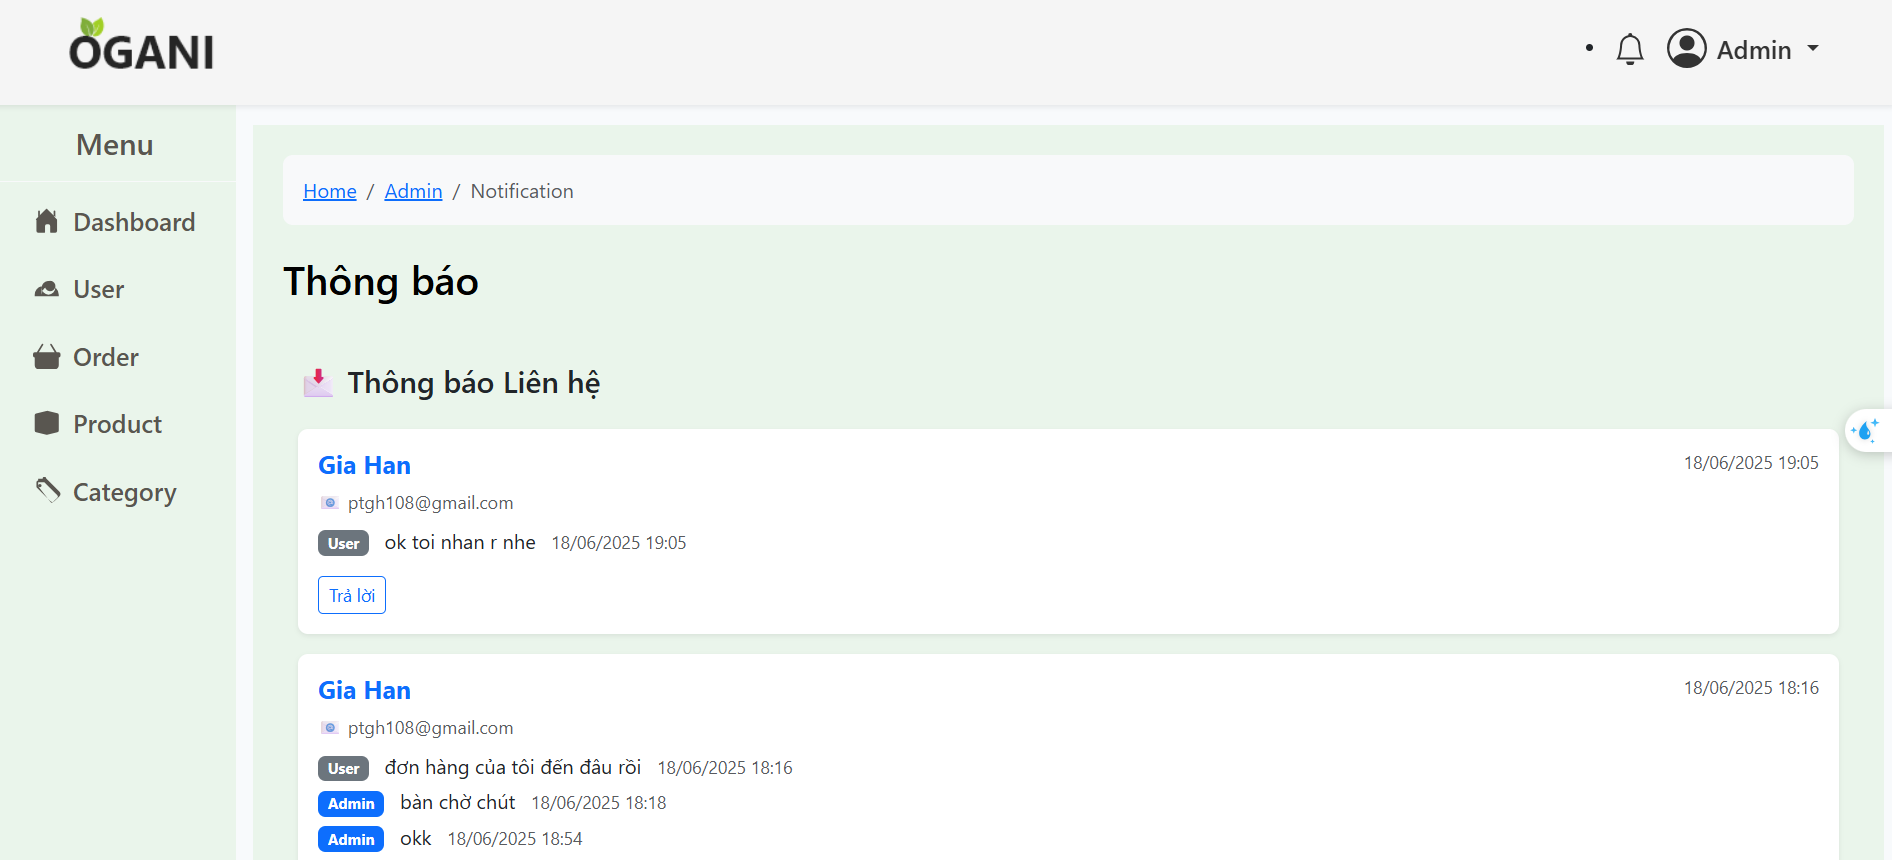 OGANI
Admin
Menu
Dashboard
User
Order
Product
Category
Home / Admin / Notification
Thông báo
Thông báo Liên hệ
Gia Han 18/06/2025 19:05
ptgh108@gmail.com
User ok toi nhan r nhe 18/06/2025 19:05
Trả lời
Gia Han 18/06/2025 18:16
ptgh108@gmail.com
User đơn hàng của tôi đến đâu rồi 18/06/2025 18:16
Admin bàn chờ chút 18/06/2025 18:18
Admin okk 18/06/2025 18:54